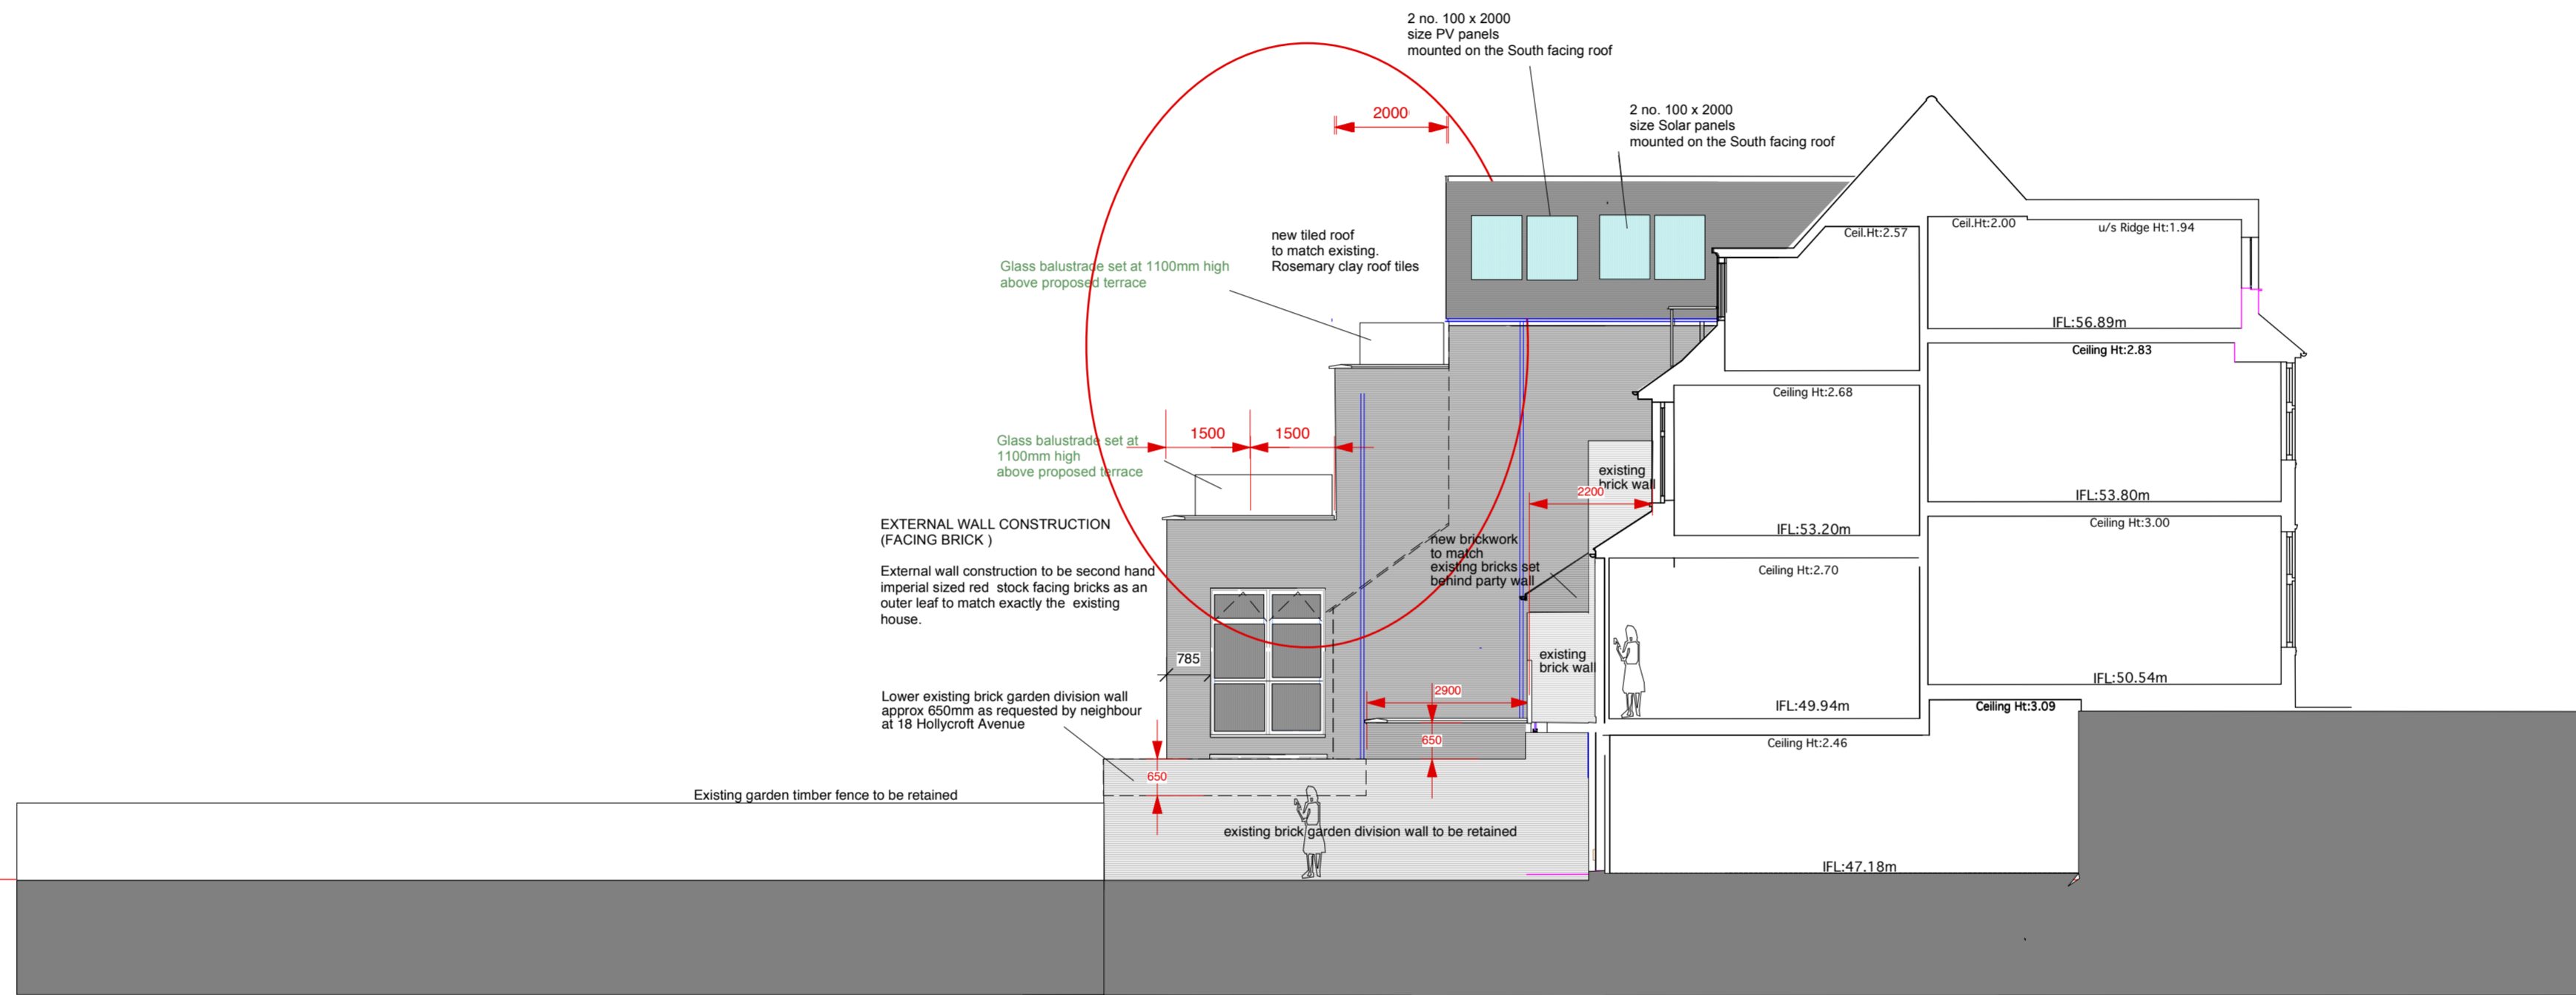 2 no. 100 x 2000
size PV panels
mounted on the South facing roof
2000
2 no. 100 x 2000
size Solar panels
mounted on the South facing roof
new tiled roof
to match existing.
Rosemary clay roof tiles
Glass balustrade set at 1100mm high
above proposed terrace
Ceil.Ht:2.57
Ceil.Ht:2.00
u/s Ridge Ht:1.94
IFL:56.89m
Ceiling Ht:2.83
Ceiling Ht:2.68
1500
1500
Glass balustrade set at
1100mm high
above proposed terrace
existing
brick wall
2200
IFL:53.80m
IFL:53.20m
Ceiling Ht:3.00
EXTERNAL WALL CONSTRUCTION
(FACING BRICK )
External wall construction to be second hand
imperial sized red stock facing bricks as an
outer leaf to match exactly the existing
house.
new brickwork
to match
existing bricks set
behind party wall
Ceiling Ht:2.70
785
existing
brick wall
IFL:50.54m
Lower existing brick garden division wall
approx 650mm as requested by neighbour
at 18 Hollycroft Avenue
2900
IFL:49.94m
Ceiling Ht:3.09
650
Ceiling Ht:2.46
650
Existing garden timber fence to be retained
existing brick garden division wall to be retained
IFL:47.18m